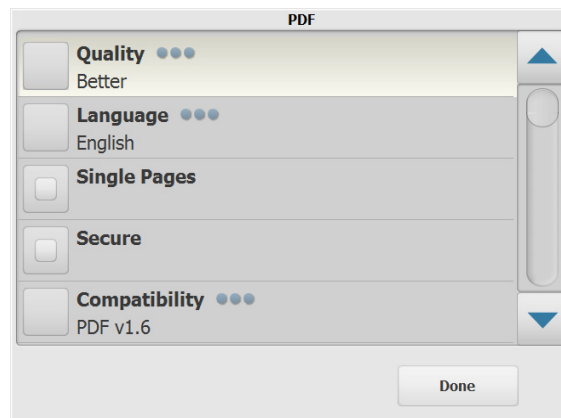 PDF
Quality
Better
Language
English
Single Pages
Secure
Compatibility
PDF v1.6
Done